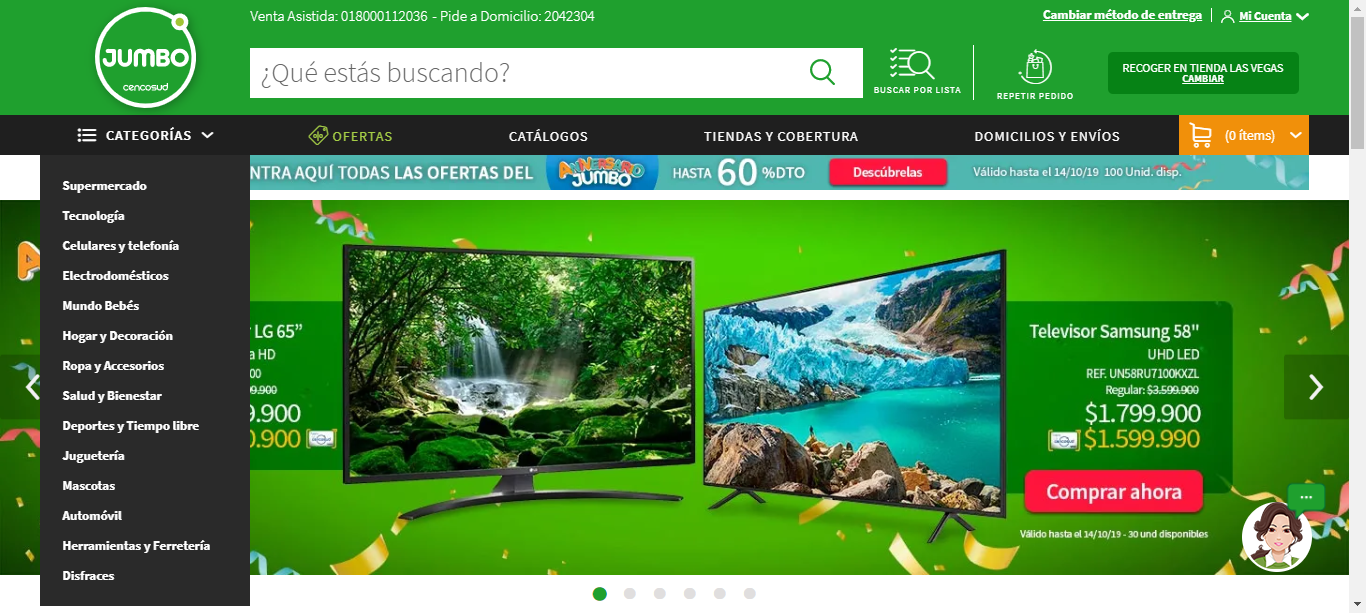 Venta Asistida: 018000112036 - Pide a Domicilio: 2042304
Cambiar método de entrega
Mi Cuenta
JUMBO
cencosud
¿Qué estás buscando?
BUSCAR POR LISTA
REPETIR PEDIDO
RECOGER EN TIENDA LAS VEGAS
CAMBIAR
CATEGORÍAS
OFERTAS
CATÁLOGOS
TIENDAS Y COBERTURA
DOMICILIOS Y ENVÍOS
(0 ítems)
NTRA AQUÍ TODAS LAS OFERTAS DEL
ANIVERSARIO
JUMBO
HASTA 60 %DTO
Descúbrelas
Válido hasta el 14/10/19 100 Unid. disp.
Supermercado
Tecnología
Celulares y telefonía
Electrodomésticos
Mundo Bebés
Hogar y Decoración
Ropa y Accesorios
Salud y Bienestar
Deportes y Tiempo libre
Juguetería
Mascotas
Automóvil
Herramientas y Ferretería
Disfraces
LG 65”
a HD
00
9.900
9.900
0.900
LG
Televisor Samsung 58"
UHD LED
REF. UN58RU7100KXZL
Regular: $3.599.900
$1.799.900
$1.599.990
Comprar ahora
Válido hasta el 14/10/19 - 30 und disponibles